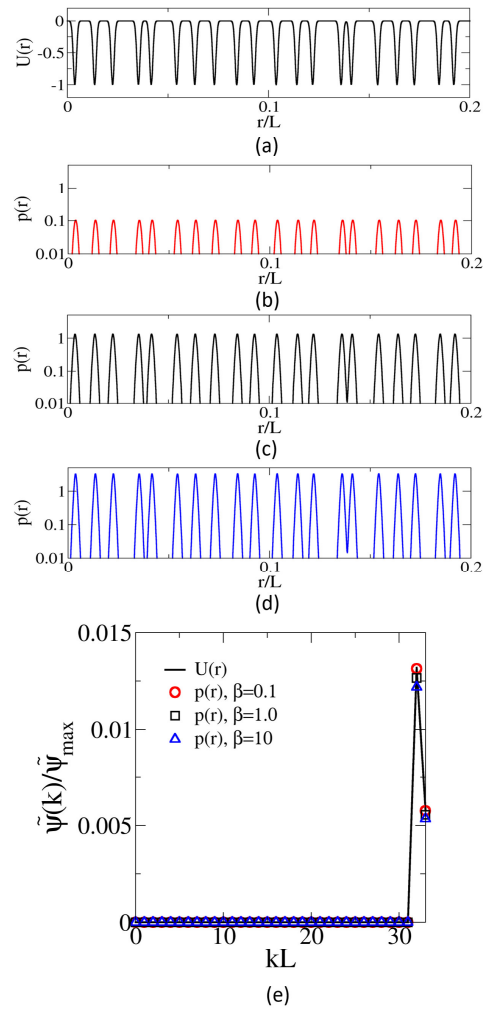 0
-0.5
-1
U(r)
0
0.1
0.2
r/L
(a)
1
0.1
0.01
p(r)
0
0.1
0.2
r/L
(b)
1
0.1
0.01
p(r)
0
0.1
0.2
r/L
(c)
1
0.1
0.01
p(r)
0
0.1
0.2
r/L
(d)
0.015
0.01
0.005
0
ψ̃(k)/ψ̃max
U(r)
p(r), β=0.1
p(r), β=1.0
p(r), β=10
0
10
20
30
kL
(e)